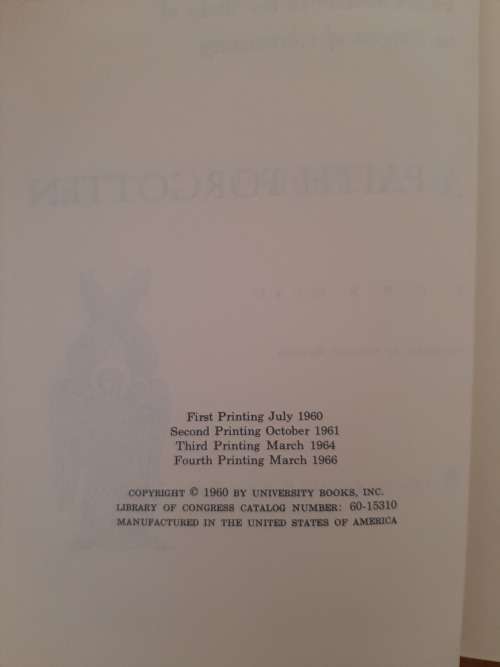 First Printing July 1960
Second Printing October 1961
Third Printing March 1964
Fourth Printing March 1966
COPYRIGHT © 1960 BY UNIVERSITY BOOKS, INC.
LIBRARY OF CONGRESS CATALOG NUMBER: 60-15310
MANUFACTURED IN THE UNITED STATES OF AMERICA